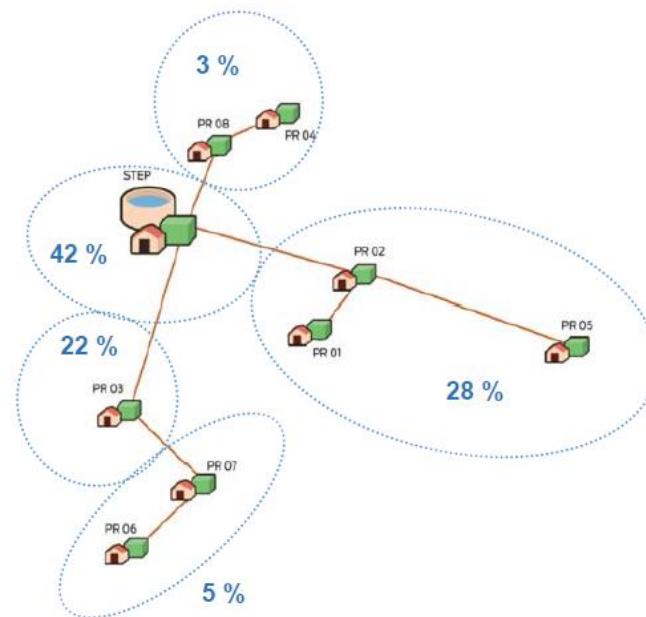 3 %
PR 08
PR 04
STEP
42 %
PR 02
PR 01
PR 05
28 %
22 %
PR 03
PR 07
PR 06
5 %